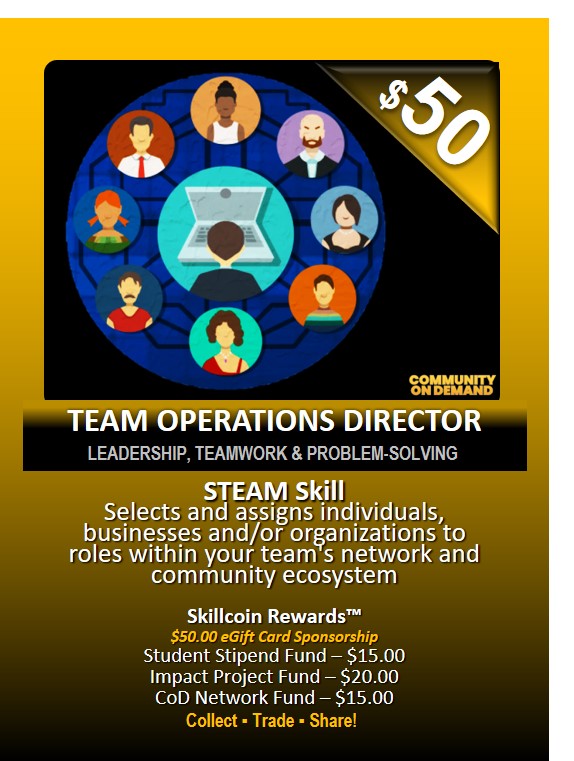 $50
COMMUNITY
ON DEMAND
TEAM OPERATIONS DIRECTOR
LEADERSHIP, TEAMWORK & PROBLEM-SOLVING
STEAM Skill
Selects and assigns individuals,
businesses and/or organizations to
roles within your team's network and
community ecosystem
Skillcoin Rewards™
$50.00 eGift Card Sponsorship
Student Stipend Fund – $15.00
Impact Project Fund – $20.00
CoD Network Fund – $15.00
Collect ▪ Trade ▪ Share!